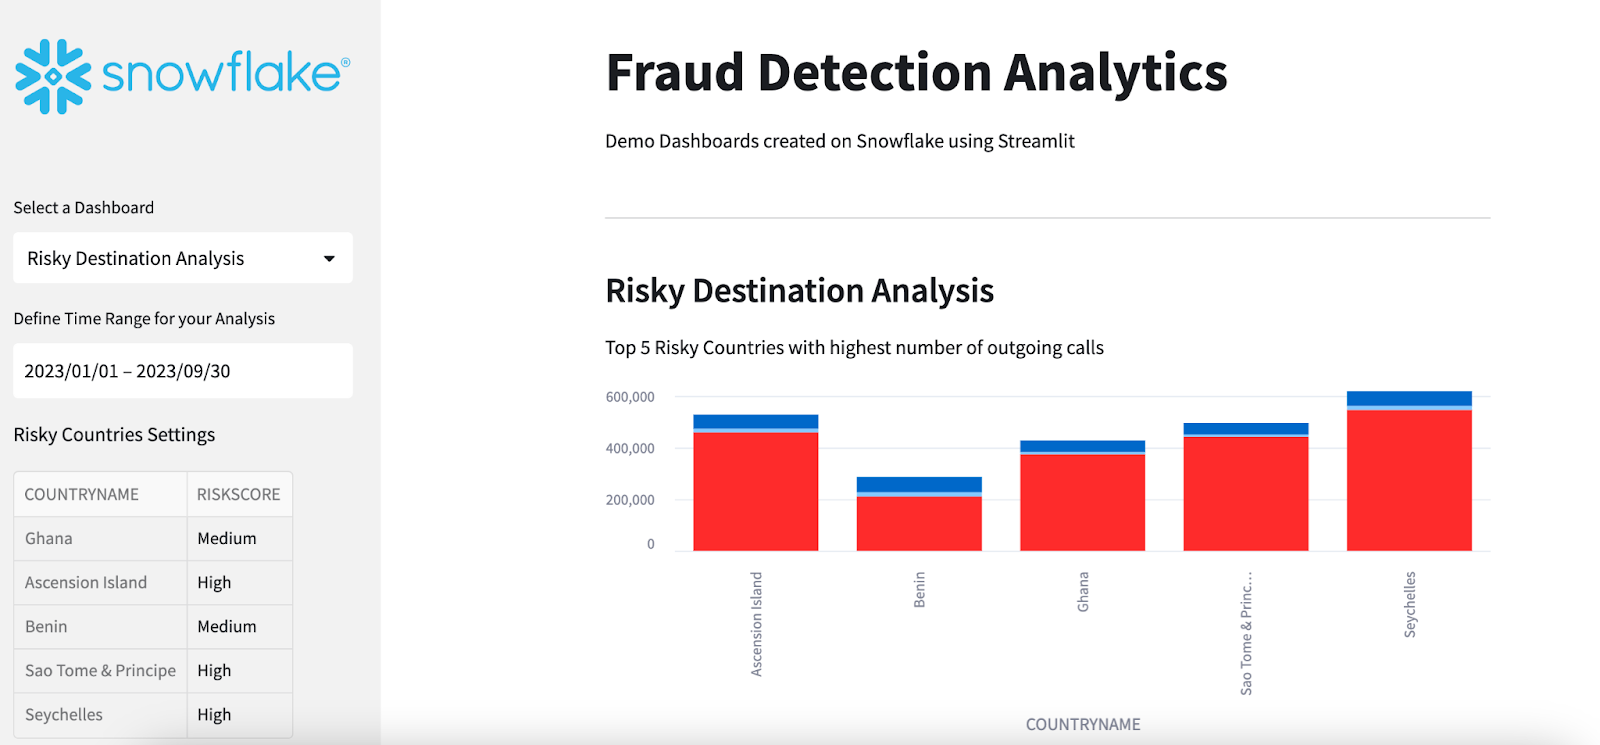 snowflake®
Select a Dashboard
Risky Destination Analysis
Define Time Range for your Analysis
2023/01/01 – 2023/09/30
Risky Countries Settings
COUNTRYNAME RISKSCORE
Ghana Medium
Ascension Island High
Benin Medium
Sao Tome & Principe High
Seychelles High
Fraud Detection Analytics
Demo Dashboards created on Snowflake using Streamlit
Risky Destination Analysis
Top 5 Risky Countries with highest number of outgoing calls
600,000
400,000
200,000
0
Ascension Island
Benin
Ghana
Sao Tome & Princ...
Seychelles
COUNTRYNAME